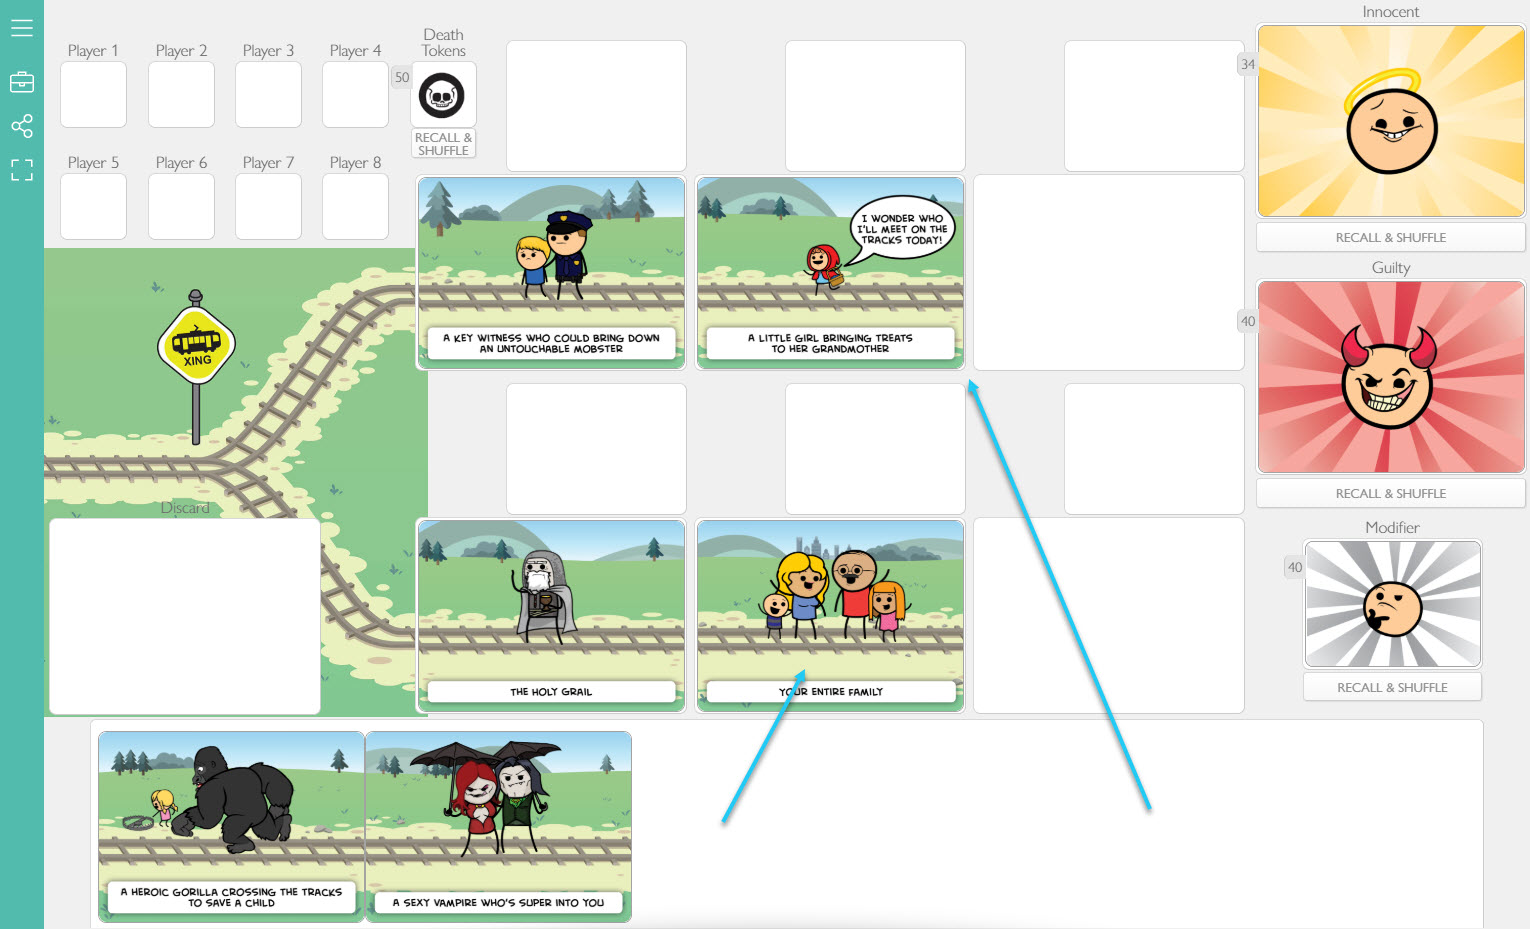 Player 1
Player 2
Player 3
Player 4
Death
Tokens
50
RECALL &
SHUFFLE
Player 5
Player 6
Player 7
Player 8
Innocent
34
RECALL & SHUFFLE
Guilty
40
RECALL & SHUFFLE
Modifier
40
RECALL & SHUFFLE
XING
Discard
A KEY WITNESS WHO COULD BRING DOWN
AN UNTOUCHABLE MOBSTER
I WONDER WHO
I'LL MEET ON THE
TRACKS TODAY!
A LITTLE GIRL BRINGING TREATS
TO HER GRANDMOTHER
THE HOLY GRAIL
YOUR ENTIRE FAMILY
A HEROIC GORILLA CROSSING THE TRACKS
TO SAVE A CHILD
A SEXY VAMPIRE WHO'S SUPER INTO YOU